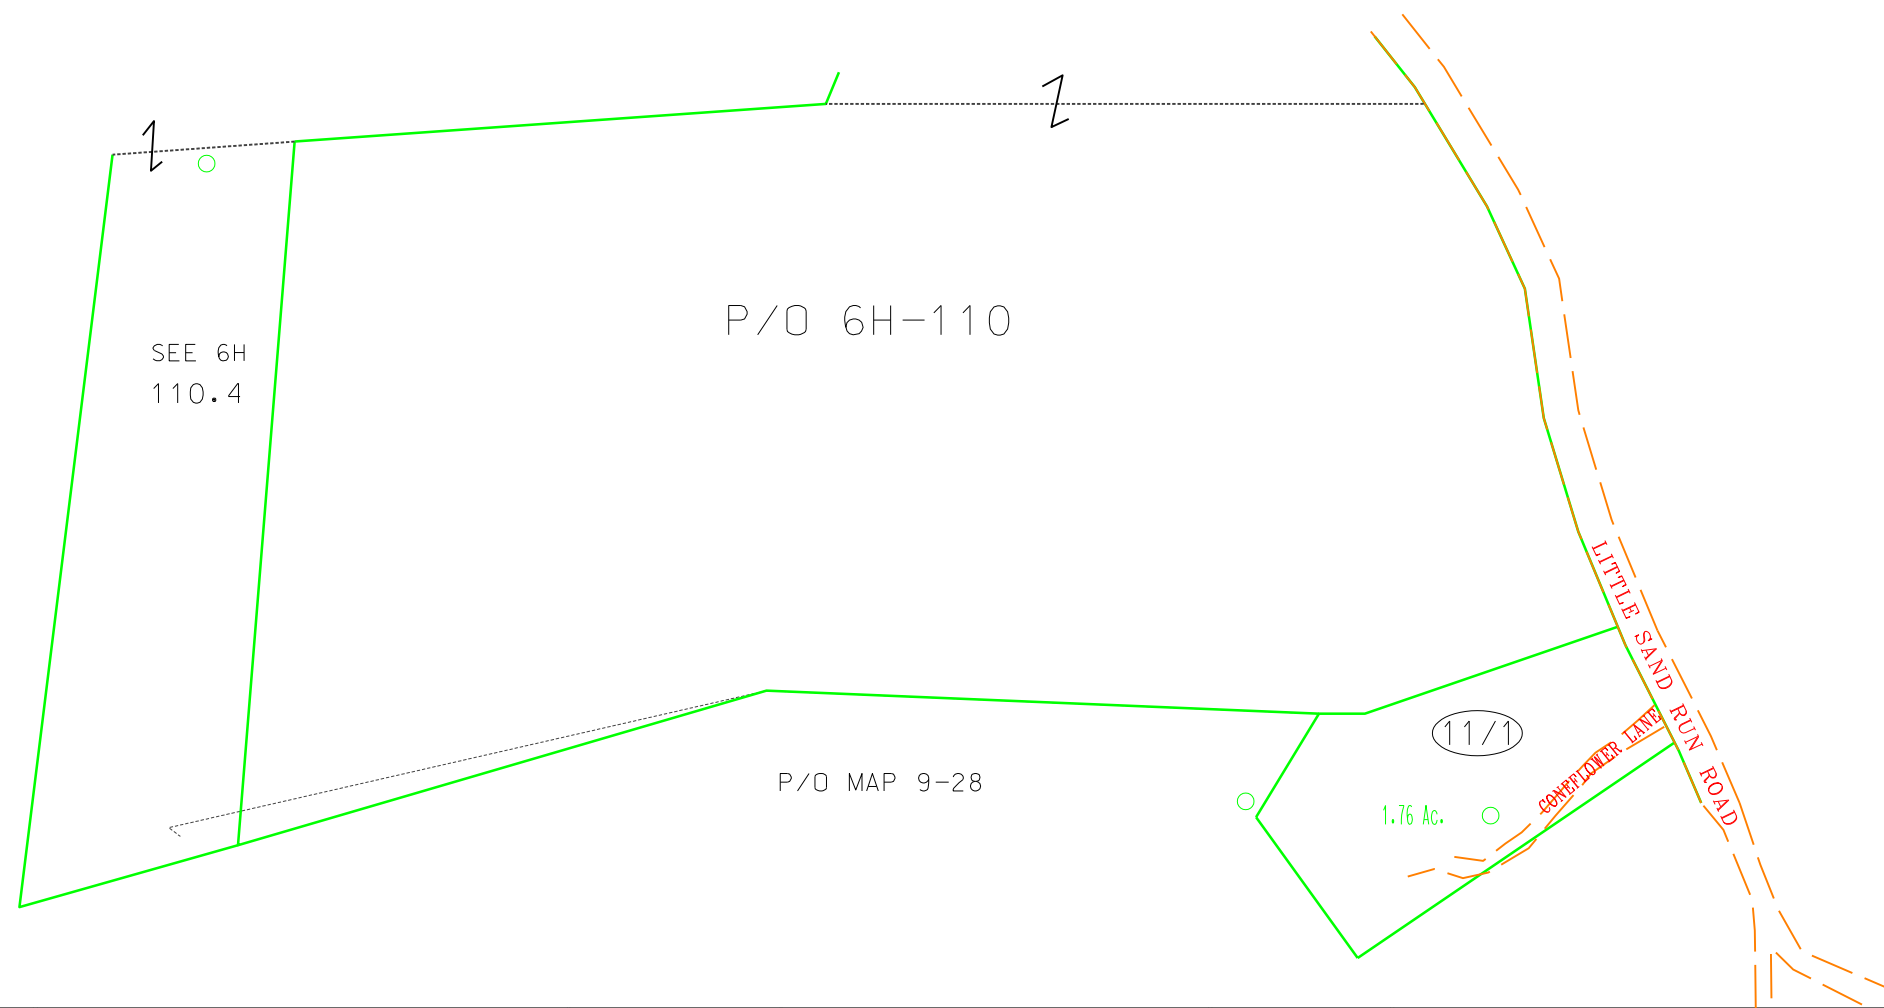 P/O 6H-110
SEE 6H
110.4
LITTLE SAND RUN ROAD
11/1
CONEFLOWER LANE
P/O MAP 9-28
1.76 Ac.